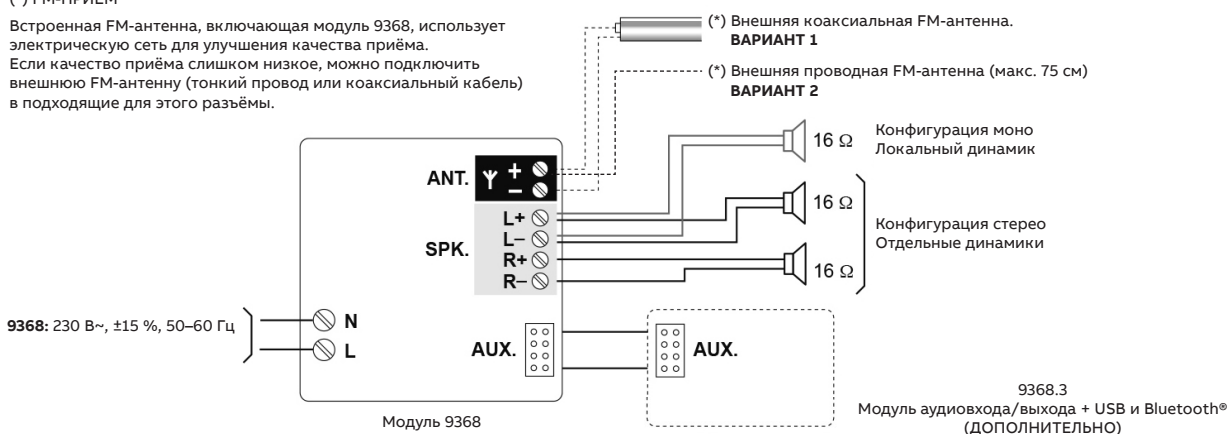 (*) FM-ПРИЁМ
Встроенная FM-антенна, включающая модуль 9368, использует
электрическую сеть для улучшения качества приёма.
Если качество приёма слишком низкое, можно подключить
внешнюю FM-антенну (тонкий провод или коаксиальный кабель)
в подходящие для этого разъёмы.
(*) Внешняя коаксиальная FM-антенна.
ВАРИАНТ 1
(*) Внешняя проводная FM-антенна (макс. 75 см)
ВАРИАНТ 2
ANT.
+
–
SPK.
L+
L–
R+
R–
16 Ω
Конфигурация моно
Локальный динамик
16 Ω
16 Ω
Конфигурация стерео
Отдельные динамики
9368: 230 В~, ±15 %, 50–60 Гц
N
L
AUX.
AUX.
Модуль 9368
9368.3
Модуль аудиовхода/выхода + USB и Bluetooth®
(ДОПОЛНИТЕЛЬНО)